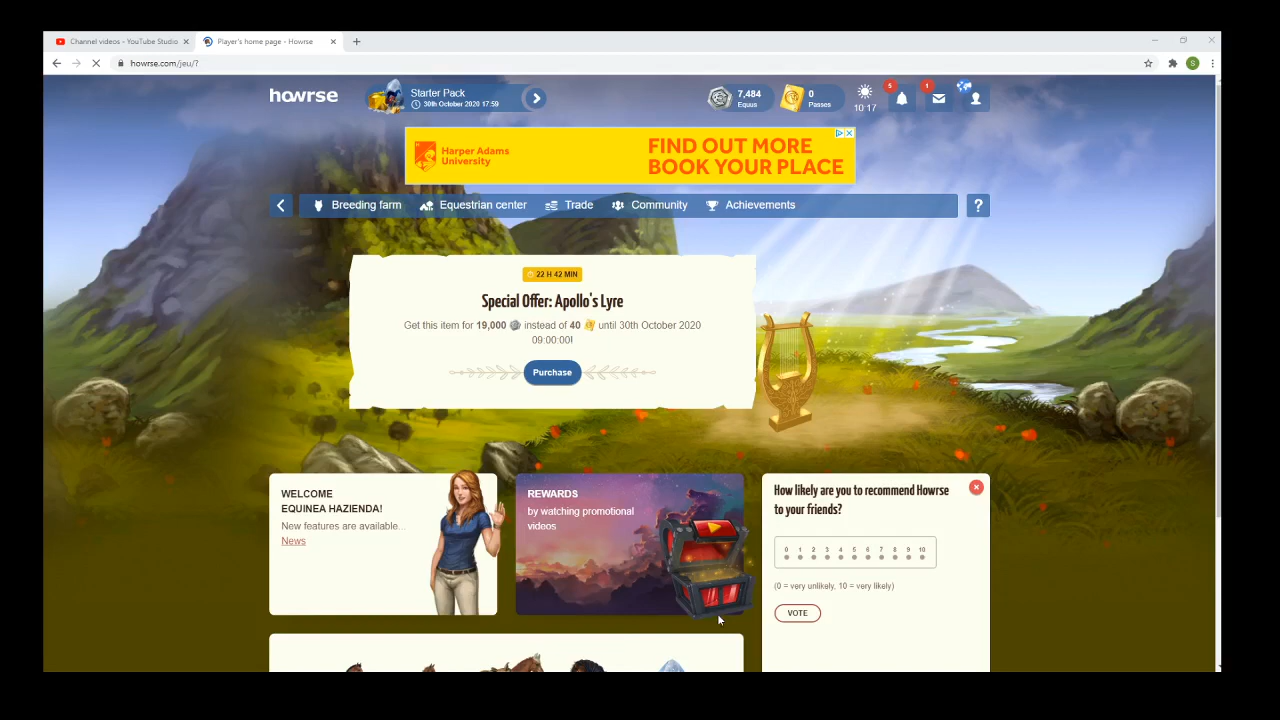 Channel videos - YouTube Studio
Player's home page - Howrse
howrse.com/jeu/?
S
howrse
Starter Pack
30th October 2020 17:59
7,484
Equus
0
Passes
10:17
5
1
Harper Adams
University
FIND OUT MORE
BOOK YOUR PLACE
Breeding farm
Equestrian center
Trade
Community
Achievements
?
22 H 42 MIN
Special Offer: Apollo's Lyre
Get this item for 19,000 instead of 40 until 30th October 2020
09:00:00!
Purchase
WELCOME
EQUINEA HAZIENDA!
New features are available...
News
REWARDS
by watching promotional
videos
How likely are you to recommend Howrse
to your friends?
0 1 2 3 4 5 6 7 8 9 10
(0 = very unlikely, 10 = very likely)
VOTE